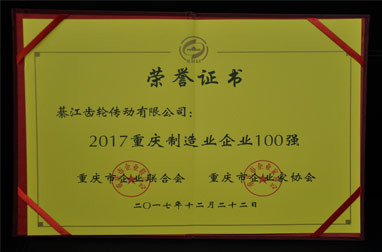 荣誉证书
綦江齿轮传动有限公司：
2017重庆制造业企业100强
重庆市企业联合会 重庆市企业家协会
二〇一七年十二月二十二日